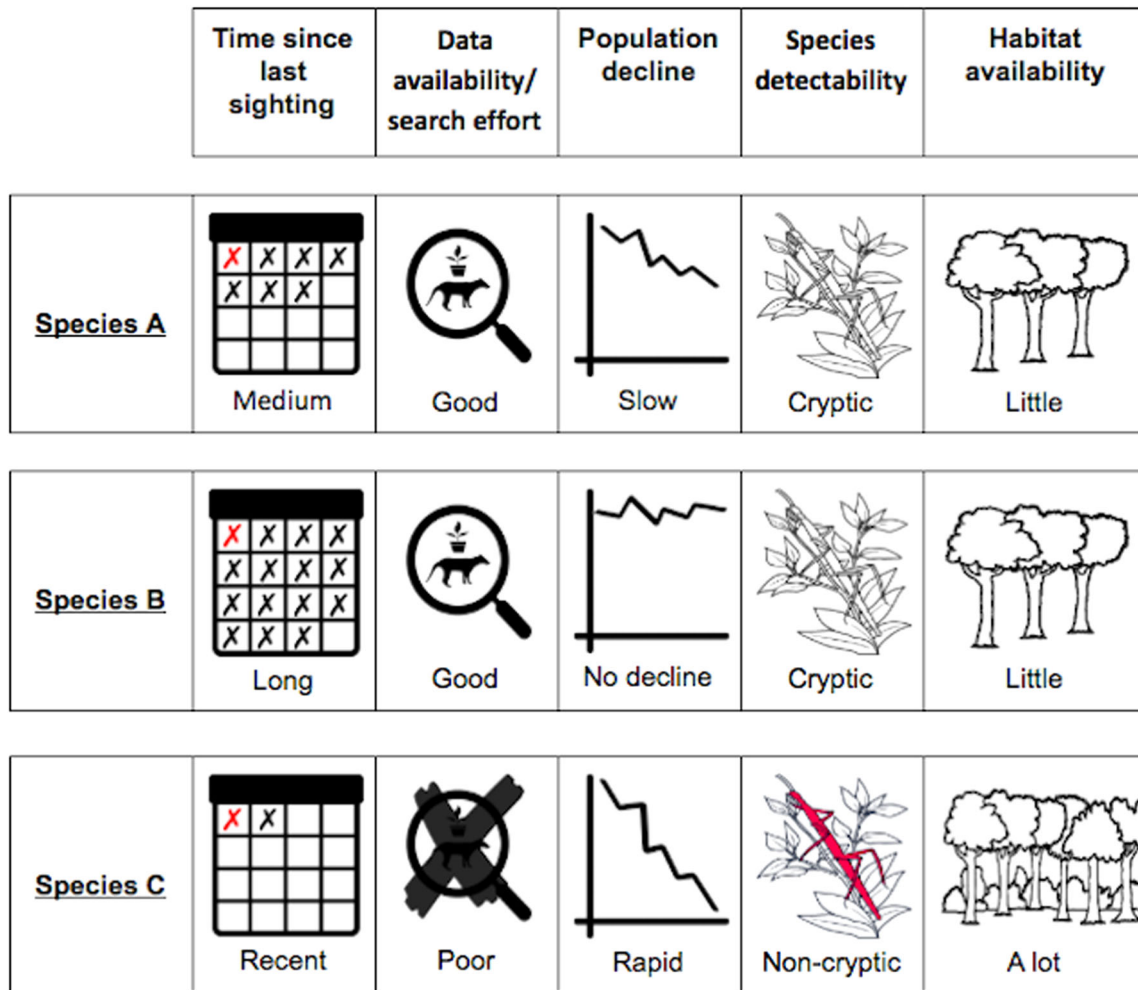 Time since
last
sighting
Data
availability/
search effort
Population
decline
Species
detectability
Habitat
availability
Species A
Medium
Good
Slow
Cryptic
Little
Species B
Long
Good
No decline
Cryptic
Little
Species C
Recent
Poor
Rapid
Non-cryptic
A lot